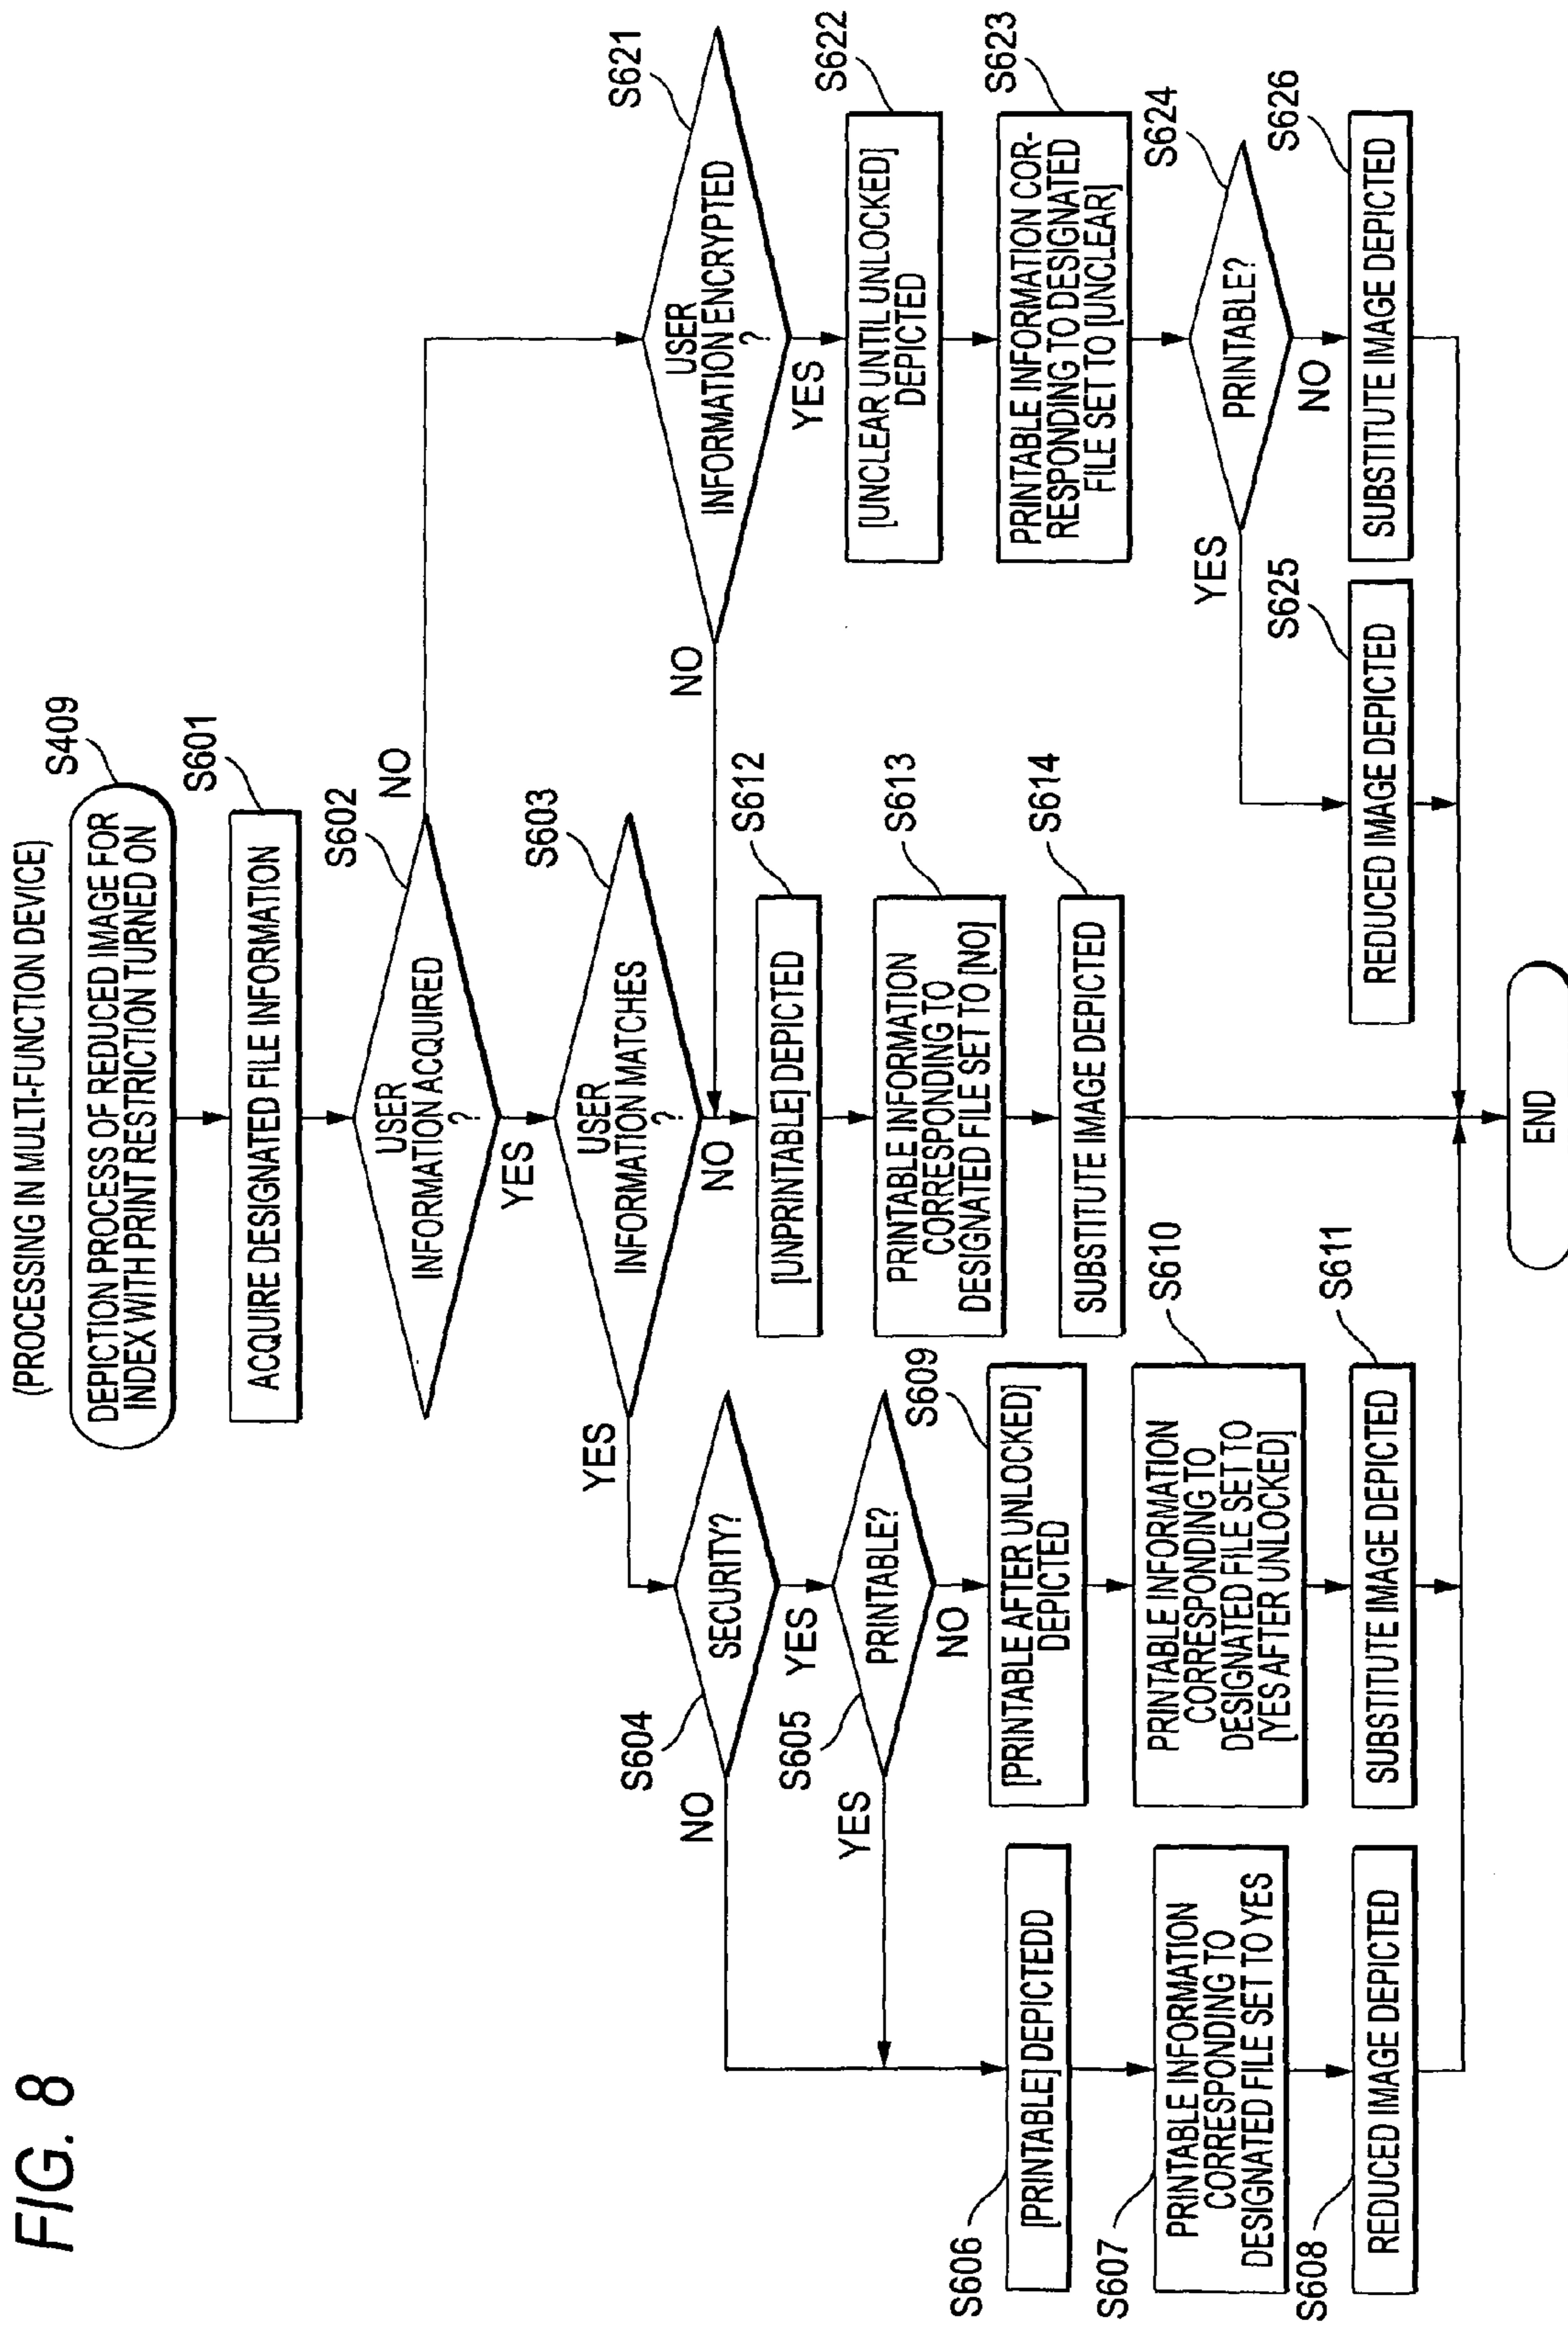 FIG. 8
(PROCESSING IN MULTI-FUNCTION DEVICE)
S409
DEPICTION PROCESS OF REDUCED IMAGE FOR
INDEX WITH PRINT RESTRICTION TURNED ON
S601
ACQUIRE DESIGNATED FILE INFORMATION
S602
USER
INFORMATION ACQUIRED
?
NO
YES
S603
USER
INFORMATION MATCHES
?
YES
NO
S604
SECURITY?
NO
YES
S605
PRINTABLE?
YES
NO
S606
[PRINTABLE] DEPICTEDD
S607
PRINTABLE INFORMATION
CORRESPONDING TO
DESIGNATED FILE SET TO YES
S608
REDUCED IMAGE DEPICTED
S609
[PRINTABLE AFTER UNLOCKED]
DEPICTED
S610
PRINTABLE INFORMATION
CORRESPONDING TO
DESIGNATED FILE SET TO
[YES AFTER UNLOCKED]
S611
SUBSTITUTE IMAGE DEPICTED
S612
[UNPRINTABLE] DEPICTED
S613
PRINTABLE INFORMATION
CORRESPONDING TO
DESIGNATED FILE SET TO [NO]
S614
SUBSTITUTE IMAGE DEPICTED
S621
USER
INFORMATION ENCRYPTED
?
NO
YES
S622
[UNCLEAR UNTIL UNLOCKED]
DEPICTED
S623
PRINTABLE INFORMATION COR-
RESPONDING TO DESIGNATED
FILE SET TO [UNCLEAR]
S624
PRINTABLE?
YES
NO
S625
REDUCED IMAGE DEPICTED
S626
SUBSTITUTE IMAGE DEPICTED
END